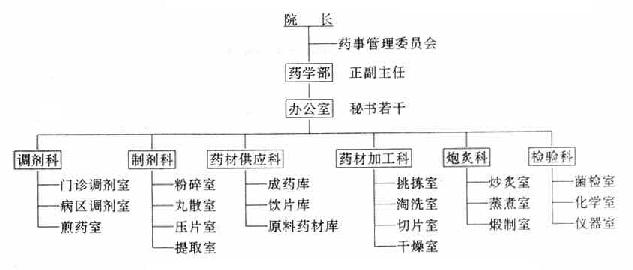 院 长
药事管理委员会
药学部 正副主任
办公室 秘书若干
调剂科 制剂科 药材供应科 药材加工科 炮炙科 检验科
门诊调剂室 粉碎室 成药库 挑拣室 炒炙室 菌检室
病区调剂室 丸散室 饮片库 淘洗室 蒸煮室 化学室
煎药室 压片室 原料药材库 切片室 煅制室 仪器室
提取室 干燥室